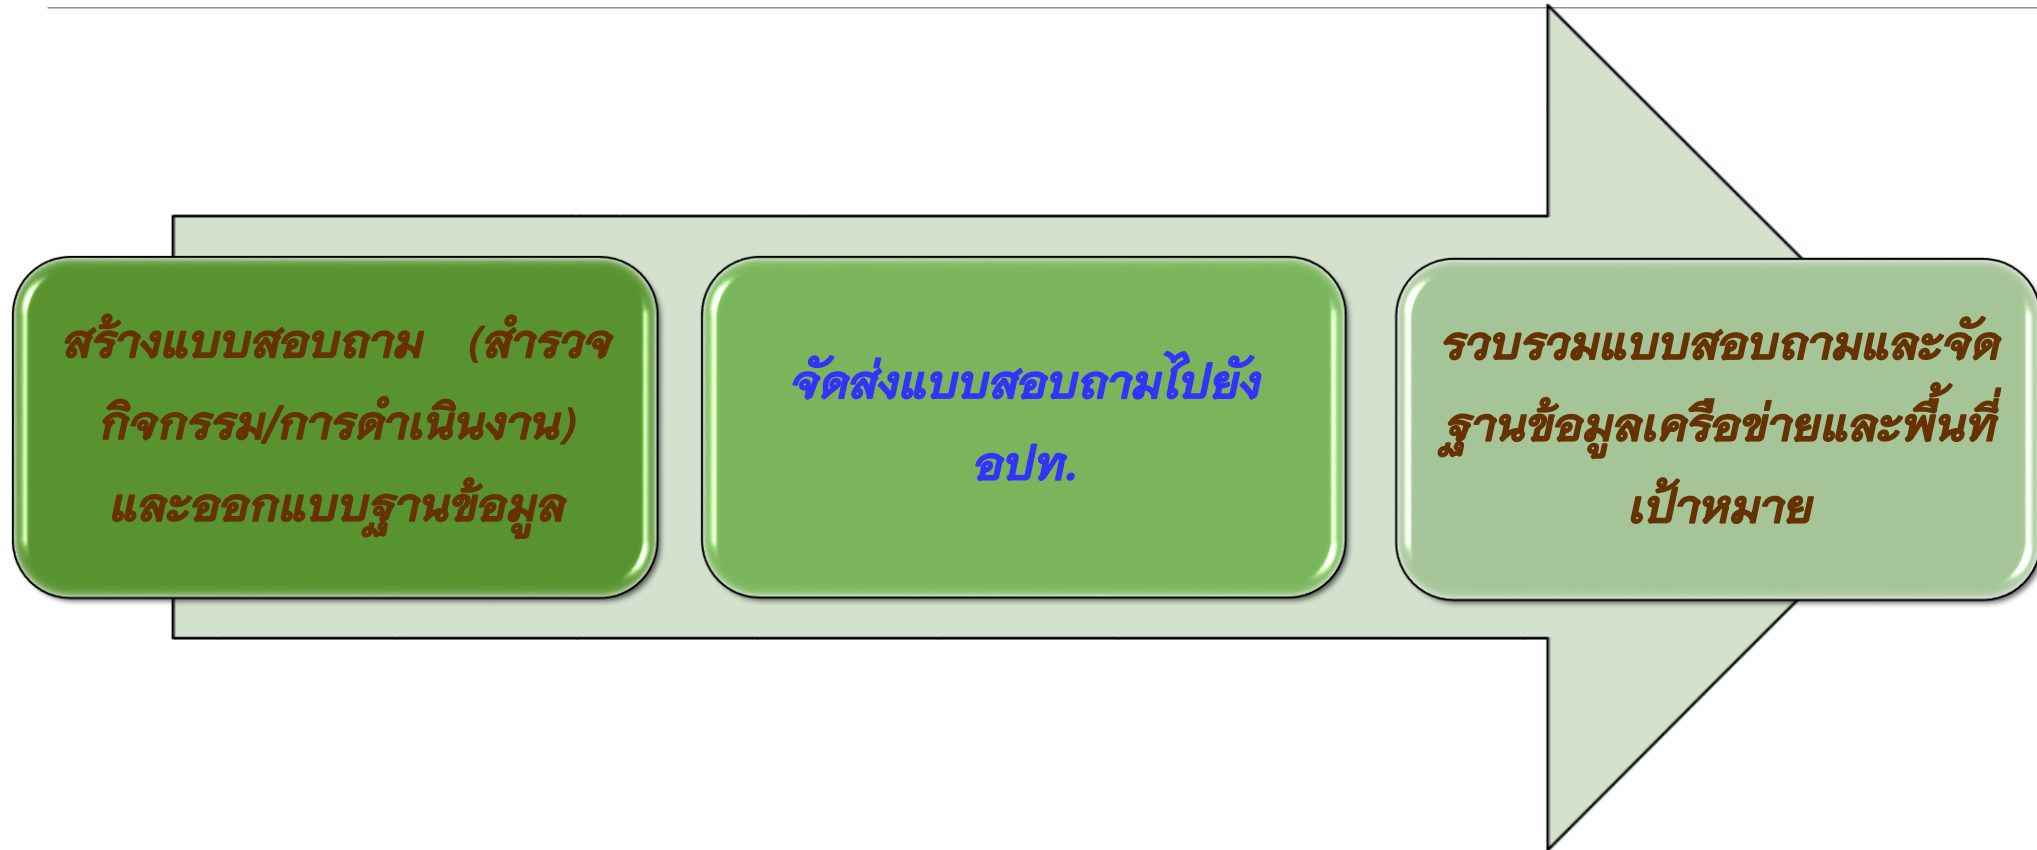 สร้างแบบสอบถาม (สำรวจ
กิจกรรม/การดำเนินงาน)
และออกแบบฐานข้อมูล
จัดส่งแบบสอบถามไปยัง
อปท.
รวบรวมแบบสอบถามและจัด
ฐานข้อมูลเครือข่ายและพื้นที่
เป้าหมาย